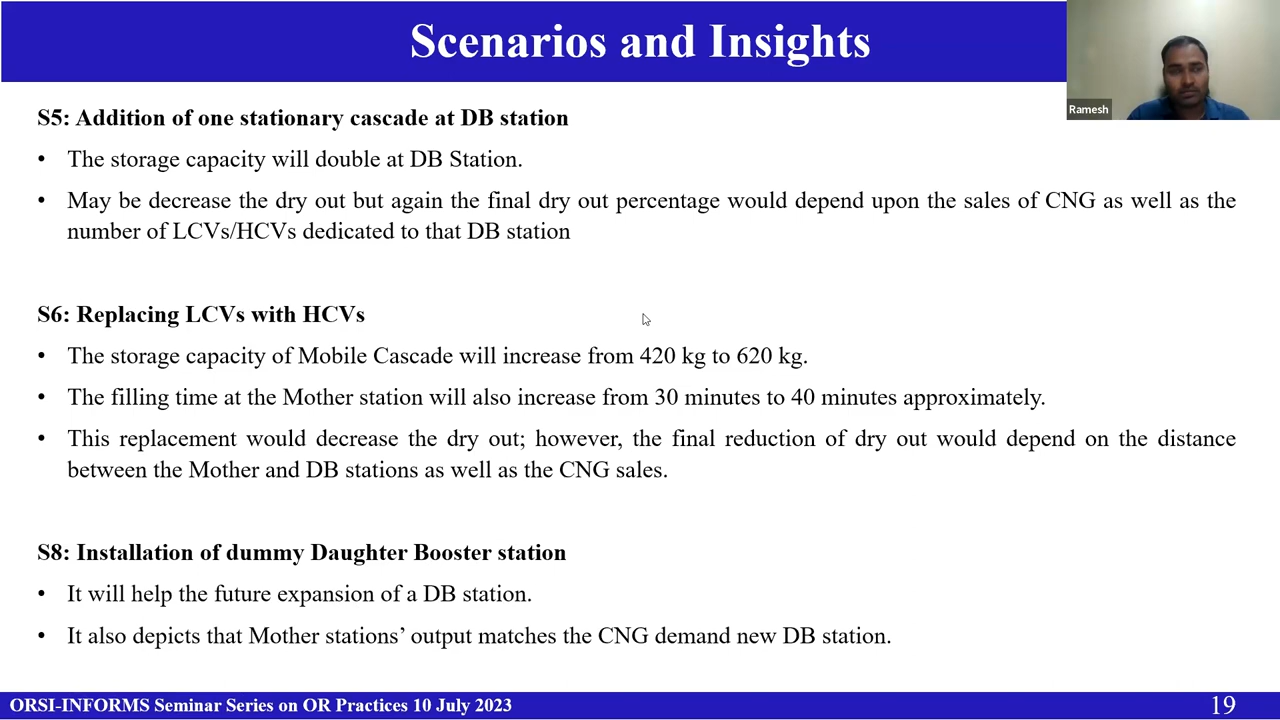 Scenarios and Insights
Ramesh
S5: Addition of one stationary cascade at DB station
• The storage capacity will double at DB Station.
• May be decrease the dry out but again the final dry out percentage would depend upon the sales of CNG as well as the
number of LCVs/HCVs dedicated to that DB station
S6: Replacing LCVs with HCVs
• The storage capacity of Mobile Cascade will increase from 420 kg to 620 kg.
• The filling time at the Mother station will also increase from 30 minutes to 40 minutes approximately.
• This replacement would decrease the dry out; however, the final reduction of dry out would depend on the distance
between the Mother and DB stations as well as the CNG sales.
S8: Installation of dummy Daughter Booster station
• It will help the future expansion of a DB station.
• It also depicts that Mother stations’ output matches the CNG demand new DB station.
ORSI-INFORMS Seminar Series on OR Practices 10 July 2023
19